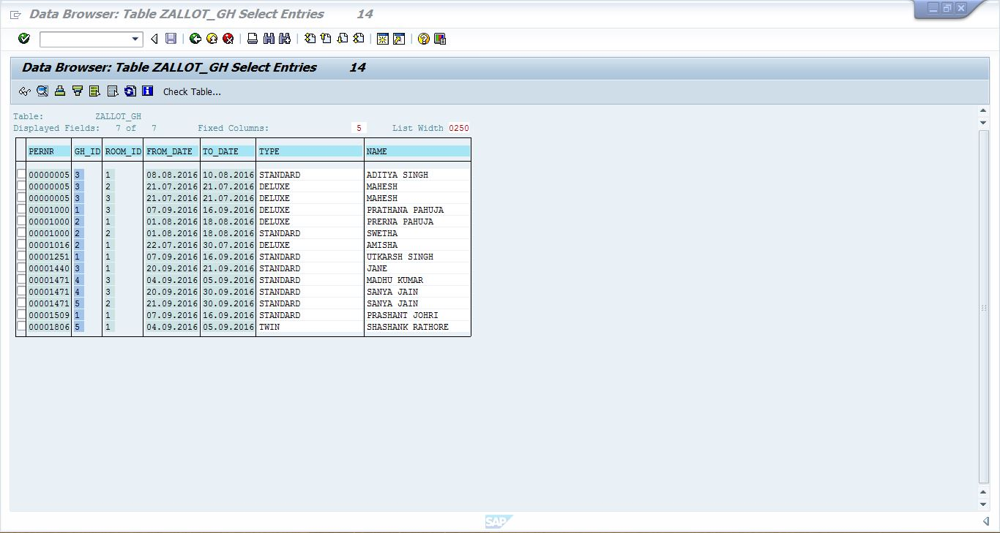 Data Browser: Table ZALLOT_GH Select Entries 14
Data Browser: Table ZALLOT_GH Select Entries 14
Check Table...
Table: ZALLOT_GH
Displayed Fields: 7 of 7 Fixed Columns: 5 List Width 0250
PERNR GH_ID ROOM_ID FROM_DATE TO_DATE TYPE NAME
00000005 3 1 08.08.2016 10.08.2016 STANDARD ADITYA SINGH
00000005 3 2 21.07.2016 21.07.2016 DELUXE MAHESH
00000005 3 3 21.07.2016 21.07.2016 DELUXE MAHESH
00001000 1 3 07.09.2016 16.09.2016 DELUXE PRATHANA PAHUJA
00001000 2 1 01.08.2016 18.08.2016 DELUXE PRERNA PAHUJA
00001000 2 2 01.08.2016 18.08.2016 STANDARD SWETHA
00001016 2 1 22.07.2016 30.07.2016 DELUXE AMISHA
00001251 1 1 07.09.2016 16.09.2016 STANDARD UTKARSH SINGH
00001440 3 1 20.09.2016 21.09.2016 STANDARD JANE
00001471 4 3 04.09.2016 05.09.2016 STANDARD MADHU KUMAR
00001471 4 3 20.09.2016 30.09.2016 STANDARD SANYA JAIN
00001471 5 2 21.09.2016 30.09.2016 STANDARD SANYA JAIN
00001509 1 1 07.09.2016 16.09.2016 STANDARD PRASHANT JOHRI
00001806 5 1 04.09.2016 05.09.2016 TWIN SHASHANK RATHORE
SAP